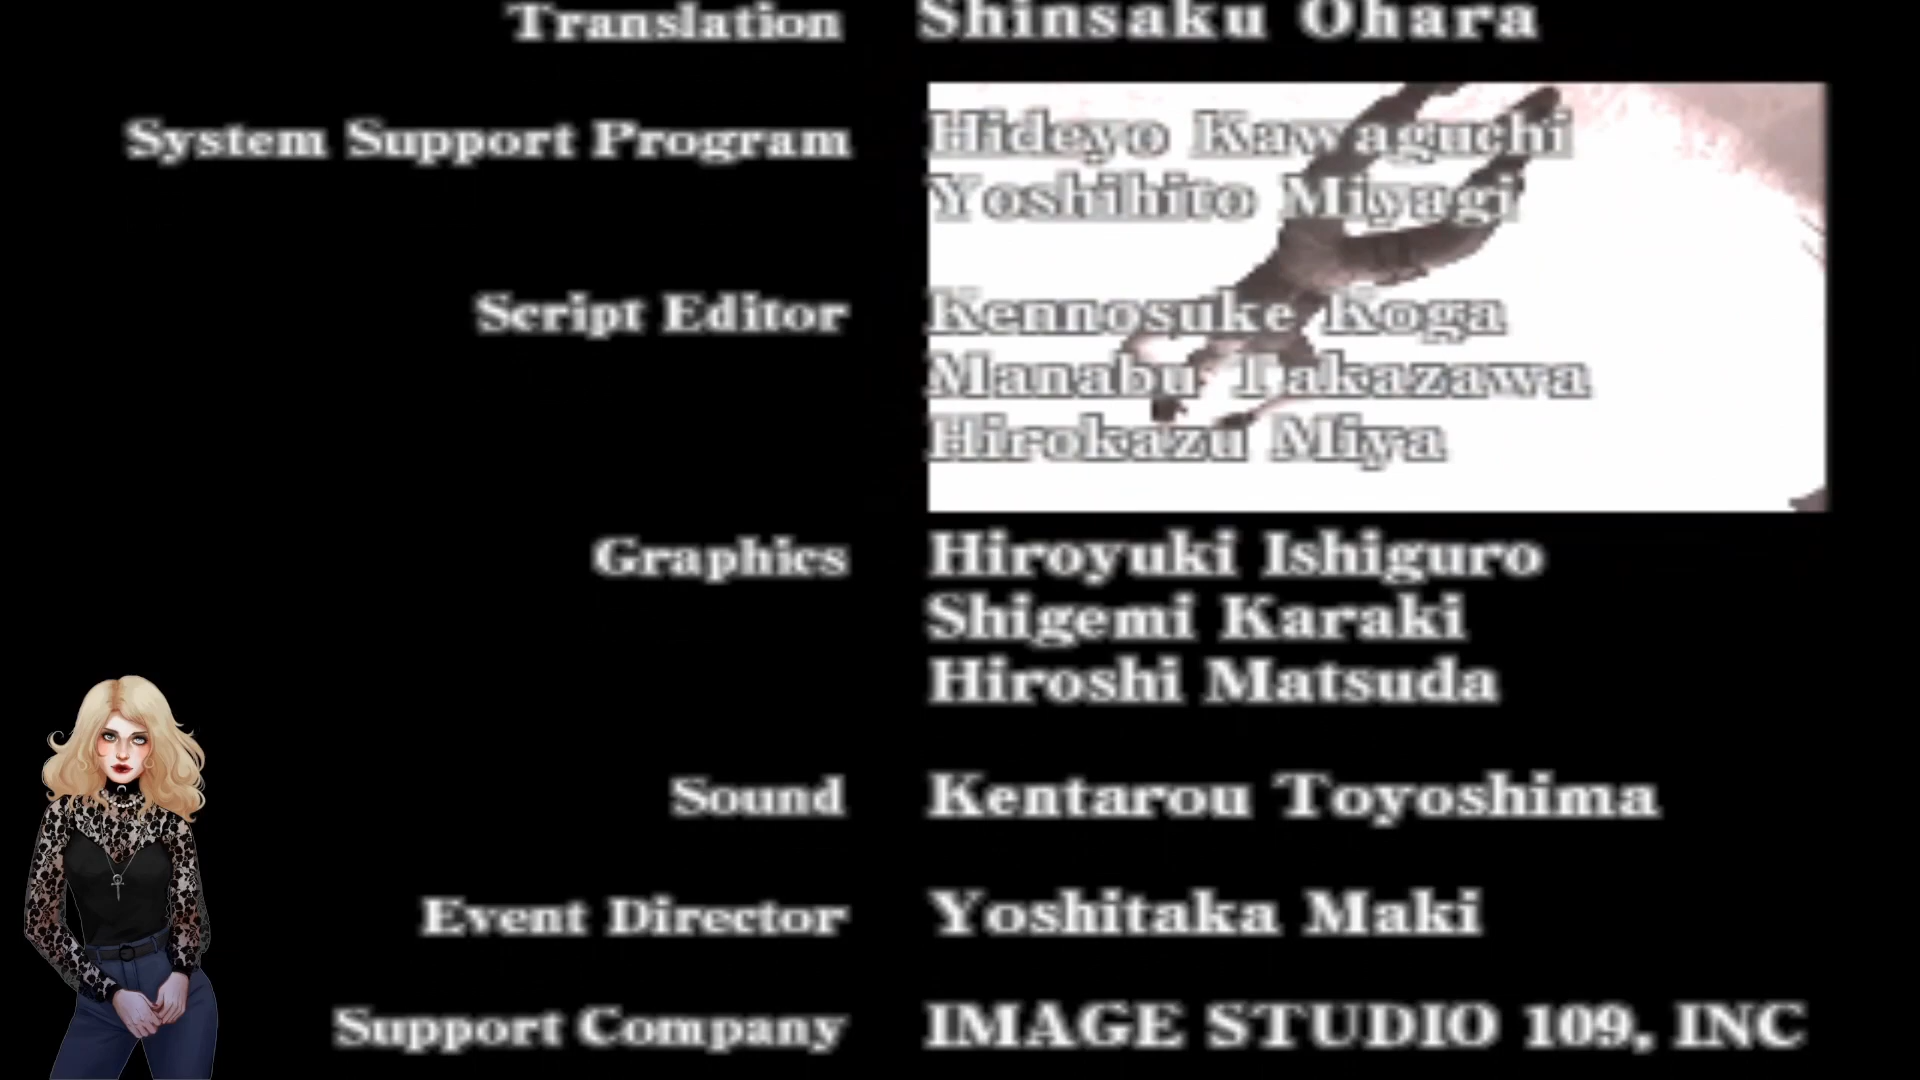 Translation Shinsaku Ohara
System Support Program Hideyo Kawaguchi
Yoshihito Miyagi
Script Editor Kennosuke Koga
Manabu Takazawa
Hirokazu Miya
Graphics Hiroyuki Ishiguro
Shigemi Karaki
Hiroshi Matsuda
Sound Kentarou Toyoshima
Event Director Yoshitaka Maki
Support Company IMAGE STUDIO 109, INC